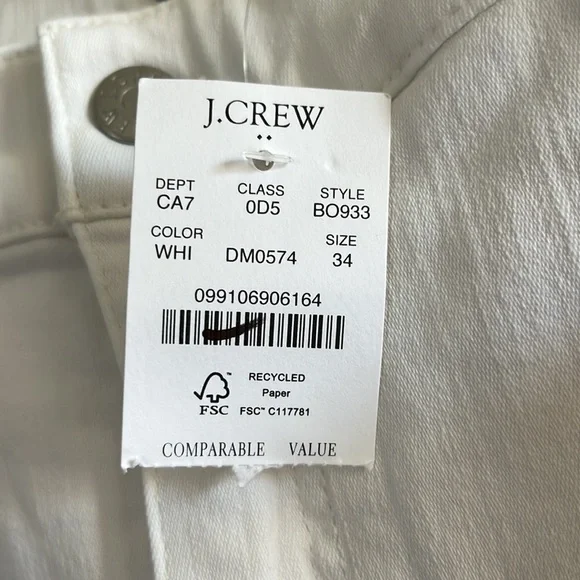 J.CREW
DEPT CLASS STYLE
CA7 0D5 BO933
COLOR SIZE
WHI DM0574 34
099106906164
RECYCLED
Paper
FSC™ FSC™ C117781
COMPARABLE VALUE